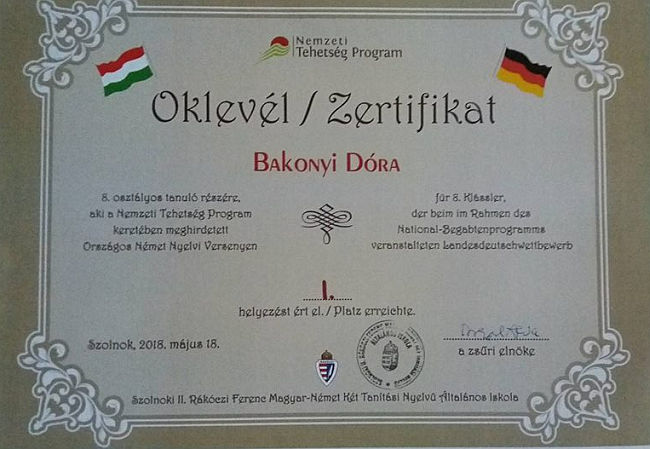 Nemzeti
Tehetség Program
Oklevél / Zertifikat
Bakonyi Dóra
8. osztályos tanuló részére,
aki a Nemzeti Tehetség Program
keretében meghirdetett
Országos Német Nyelvi Versenyen
für 8. Klässler,
der beim im Rahmen des
National-Begabtenprogramms
veranstalteten Landesdeutschwettbewerb
I.
helyezést ért el. / Platz erreichte.
Szolnok, 2018. május 18.
a zsűri elnöke
Szolnoki II. Rákóczi Ferenc Magyar-Német Két Tanítási Nyelvű Általános Iskola